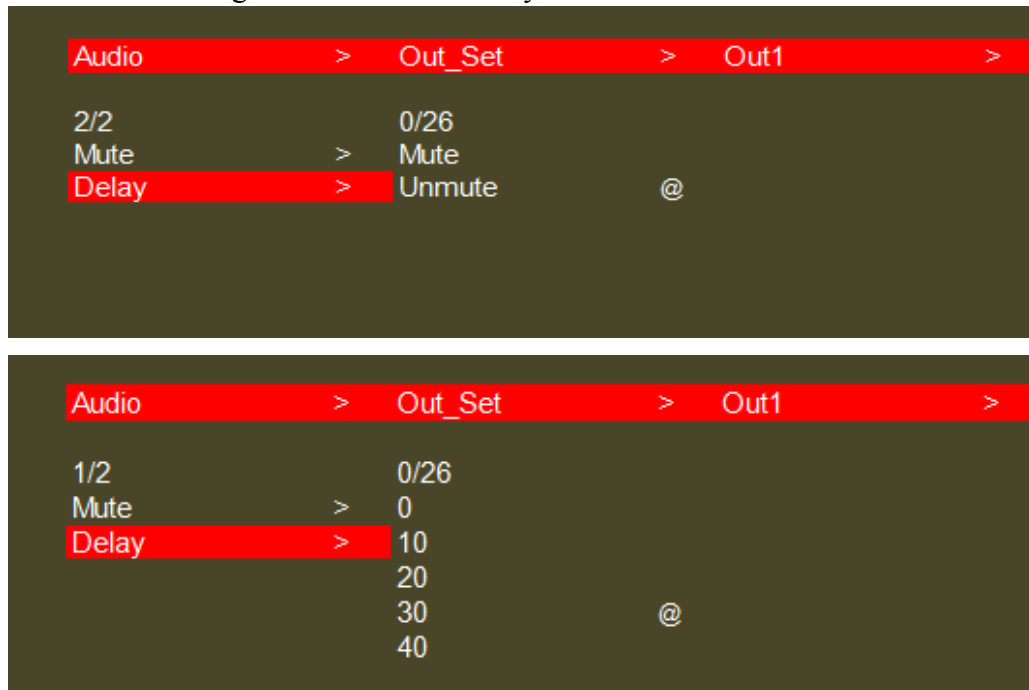 Audio > Out_Set > Out1 >
2/2 0/26
Mute > Mute
Delay > Unmute @
Audio > Out_Set > Out1 >
1/2 0/26
Mute > 0
Delay > 10
20
30 @
40